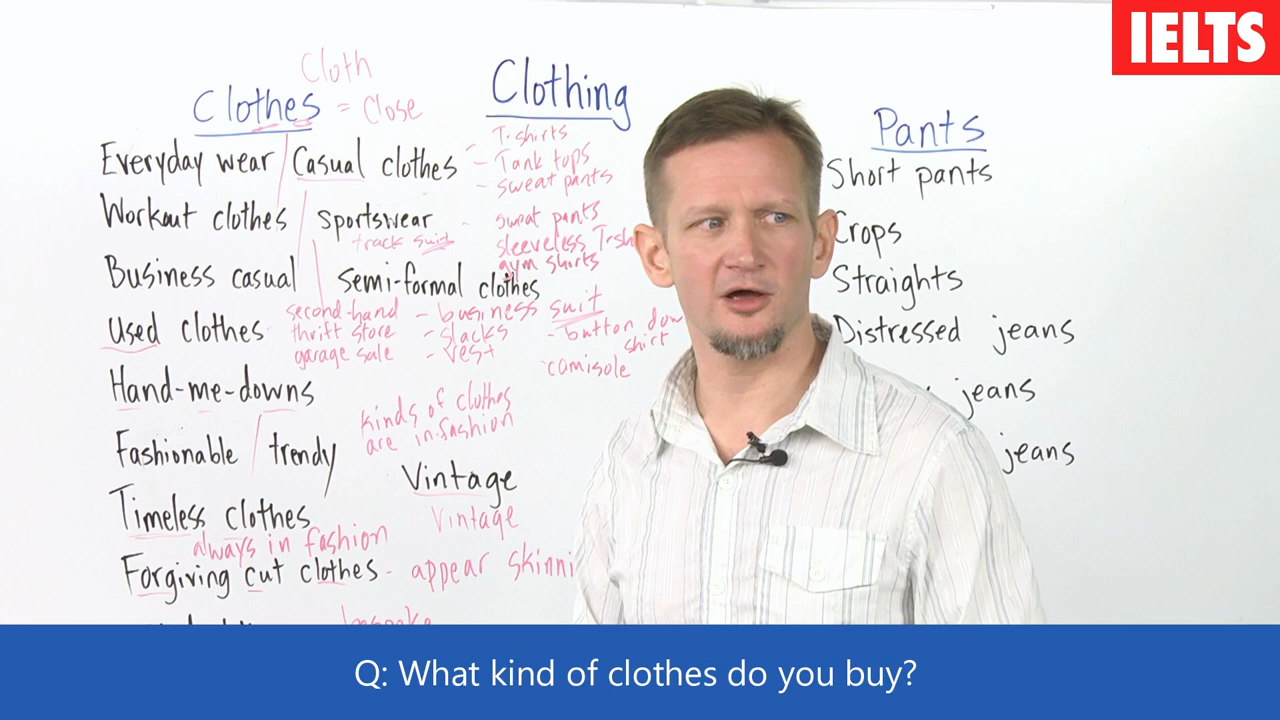 IELTS
Cloth
Clothes = Close
Everyday wear / Casual clothes
Workout clothes / Sportswear
track suit
Business casual / semi-formal clothes
Used clothes
second-hand
thrift store
garage sale
- business suit
- slacks
- vest
- button down
shirt
- camisole
Hand-me-downs
kinds of clothes
are in fashion
Fashionable / trendy
Vintage
Vintage
Timeless clothes
always in fashion
Forgiving cut clothes - appear
bespoke
Clothing
T-shirts
- Tank tops
- sweat pants
- sweat pants
sleeveless
gym shirts
Pants
Short pants
Crops
Straights
Distressed jeans
jeans
jeans
Q: What kind of clothes do you buy?